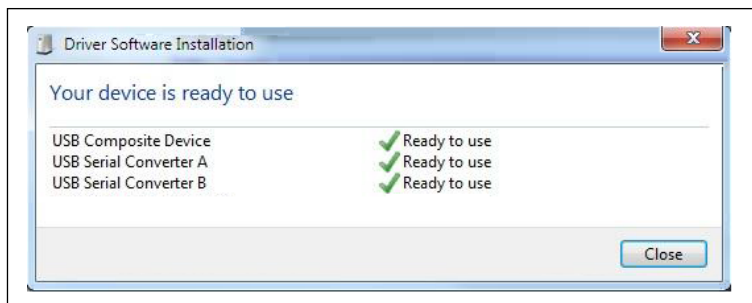 Driver Software Installation
Your device is ready to use
USB Composite Device Ready to use
USB Serial Converter A Ready to use
USB Serial Converter B Ready to use
Close